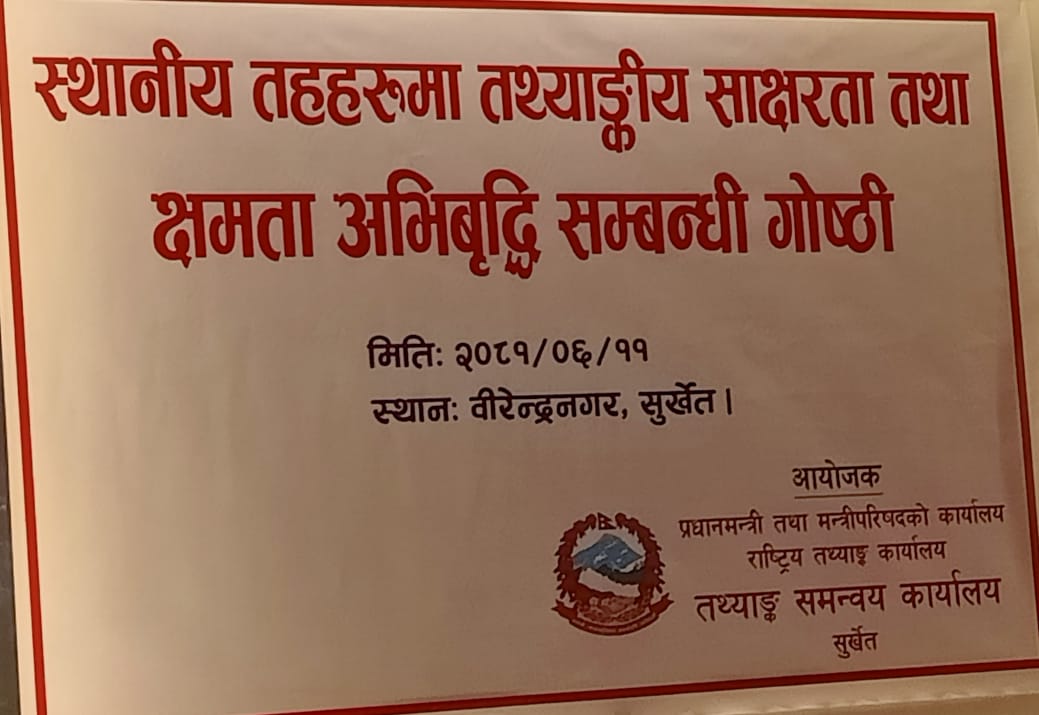 स्थानीय तहहरूमा तथ्याङ्कीय साक्षरता तथा
क्षमता अभिबृद्धि सम्बन्धी गोष्ठी
मितिः २०८१/०६/११
स्थानः वीरेन्द्रनगर, सुर्खेत ।
आयोजक
प्रधानमन्त्री तथा मन्त्रीपरिषदको कार्यालय
राष्ट्रिय तथ्याङ्क कार्यालय
तथ्याङ्क समन्वय कार्यालय
सुर्खेत